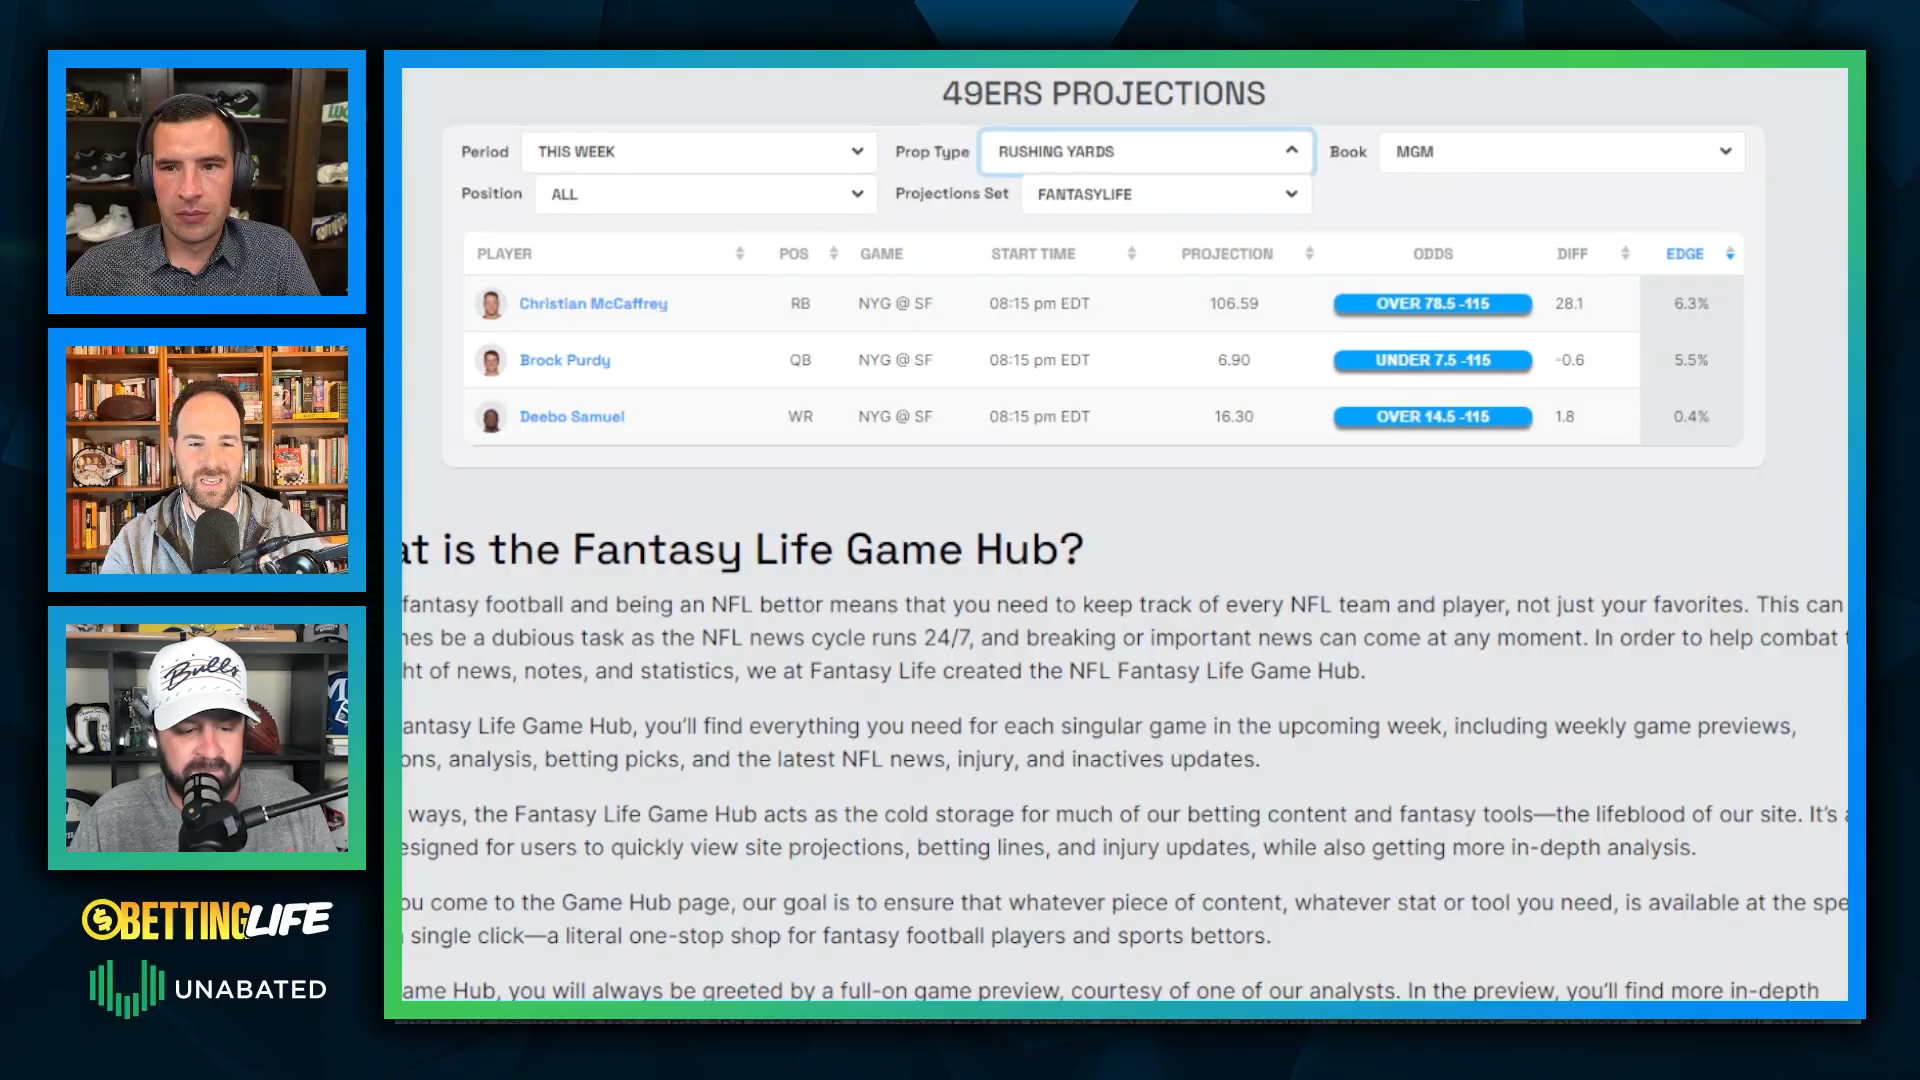 49ERS PROJECTIONS
Period THIS WEEK Prop Type RUSHING YARDS Book MGM
Position ALL Projections Set FANTASYLIFE
PLAYER POS GAME START TIME PROJECTION ODDS DIFF EDGE
Christian McCaffrey RB NYG @ SF 08:15 pm EDT 106.59 OVER 78.5 -115 28.1 6.3%
Brock Purdy QB NYG @ SF 08:15 pm EDT 6.90 UNDER 7.5 -115 -0.6 5.5%
Deebo Samuel WR NYG @ SF 08:15 pm EDT 16.30 OVER 14.5 -115 1.8 0.4%
at is the Fantasy Life Game Hub?
fantasy football and being an NFL bettor means that you need to keep track of every NFL team and player, not just your favorites. This can
nes be a dubious task as the NFL news cycle runs 24/7, and breaking or important news can come at any moment. In order to help combat
ht of news, notes, and statistics, we at Fantasy Life created the NFL Fantasy Life Game Hub.
antasy Life Game Hub, you'll find everything you need for each singular game in the upcoming week, including weekly game previews,
ons, analysis, betting picks, and the latest NFL news, injury, and inactives updates.
ways, the Fantasy Life Game Hub acts as the cold storage for much of our betting content and fantasy tools—the lifeblood of our site. It's
esigned for users to quickly view site projections, betting lines, and injury updates, while also getting more in-depth analysis.
ou come to the Game Hub page, our goal is to ensure that whatever piece of content, whatever stat or tool you need, is available at the spe
single click—a literal one-stop shop for fantasy football players and sports bettors.
ame Hub, you will always be greeted by a full-on game preview, courtesy of one of our analysts. In the preview, you'll find more in-depth
Bulls
BETTINGLIFE
UNABATED